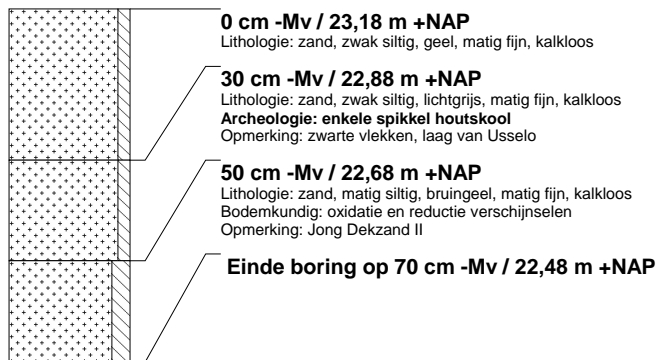 0 cm -Mv / 23,18 m +NAP
Lithologie: zand, zwak siltig, geel, matig fijn, kalkloos
30 cm -Mv / 22,88 m +NAP
Lithologie: zand, zwak siltig, lichtgrijs, matig fijn, kalkloos
Archeologie: enkele spikkel houtskool
Opmerking: zwarte vlekken, laag van Usselo
50 cm -Mv / 22,68 m +NAP
Lithologie: zand, matig siltig, bruingeel, matig fijn, kalkloos
Bodemkundig: oxidatie en reductie verschijnselen
Opmerking: Jong Dekzand II
Einde boring op 70 cm -Mv / 22,48 m +NAP